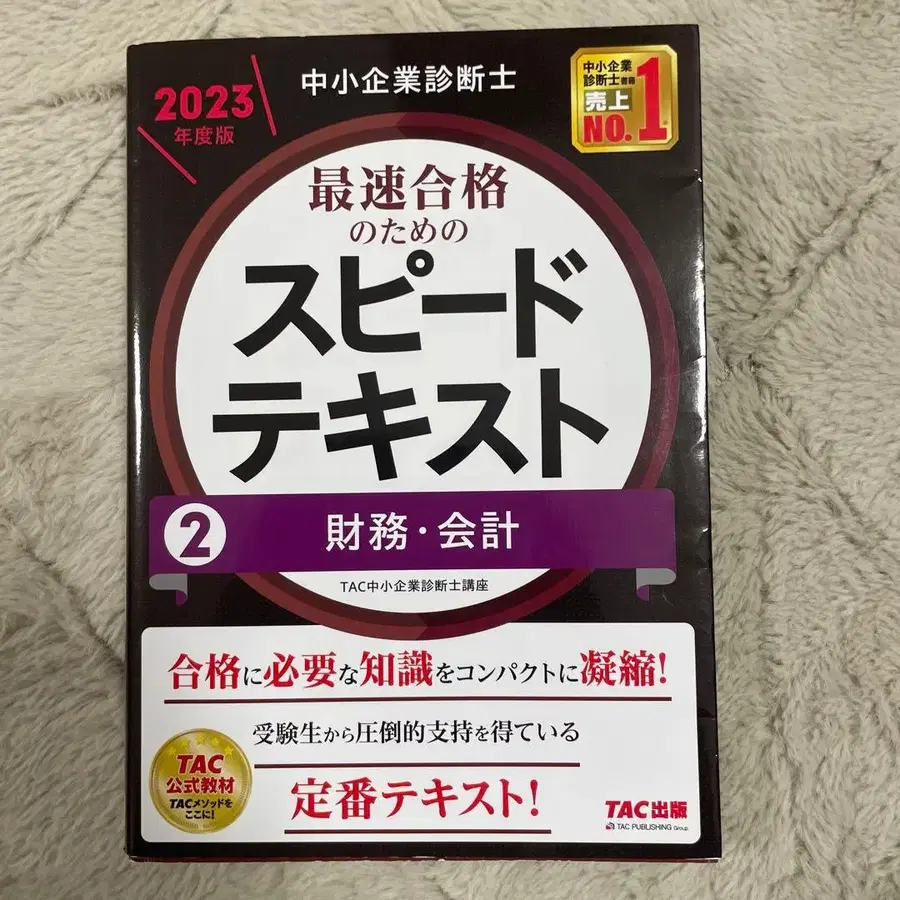 2023
年度版
中小企業診断士
中小企業
診断士書籍
売上
NO.1
最速合格
のための
スピード
テキスト
2
財務・会計
TAC中小企業診断士講座
合格に必要な知識をコンパクトに凝縮!
受験生から圧倒的支持を得ている
定番テキスト!
TAC
公式教材
TACメソッドを
ここに!
TAC出版
TAC PUBLISHING Group